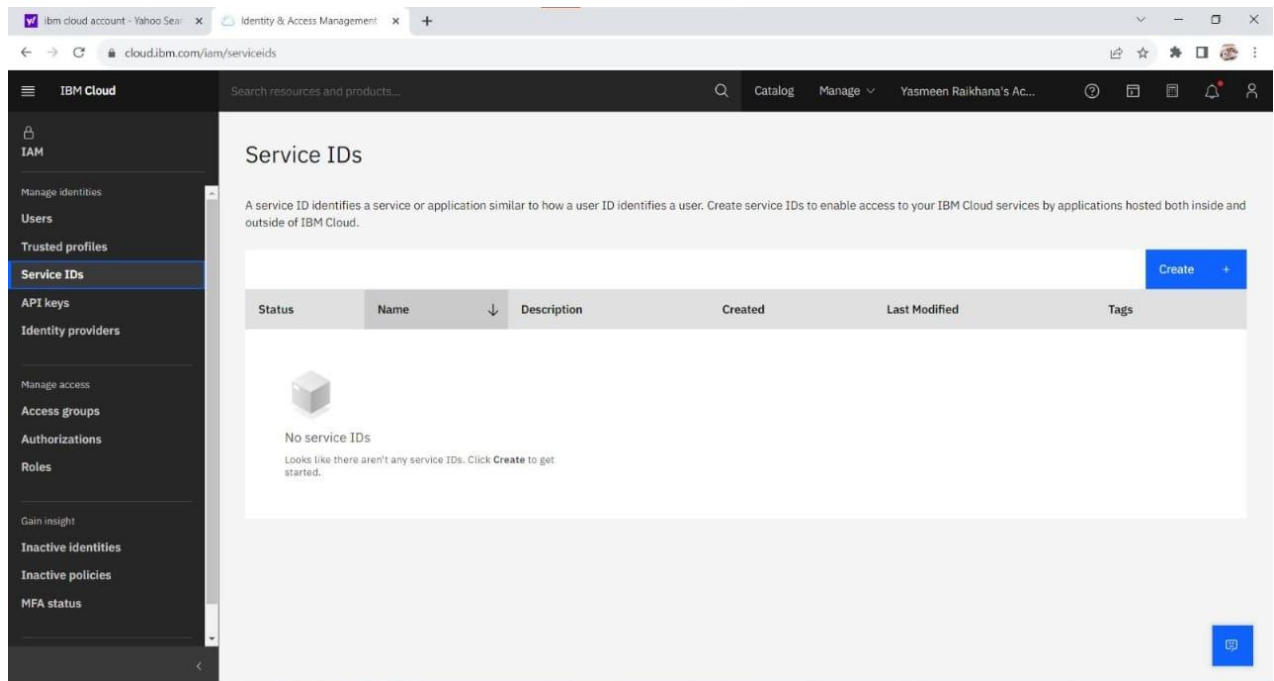 ibm cloud account - Yahoo Sear
Identity & Access Management
cloud.ibm.com/iam/serviceids
IBM Cloud
Search resources and products...
Catalog
Manage
Yasmeen Raikhana's Ac...
IAM
Manage identities
Users
Trusted profiles
Service IDs
API keys
Identity providers
Manage access
Access groups
Authorizations
Roles
Gain insight
Inactive identities
Inactive policies
MFA status
Service IDs
A service ID identifies a service or application similar to how a user ID identifies a user. Create service IDs to enable access to your IBM Cloud services by applications hosted both inside and
outside of IBM Cloud.
Create +
Status Name Description Created Last Modified Tags
No service IDs
Looks like there aren't any service IDs. Click Create to get
started.